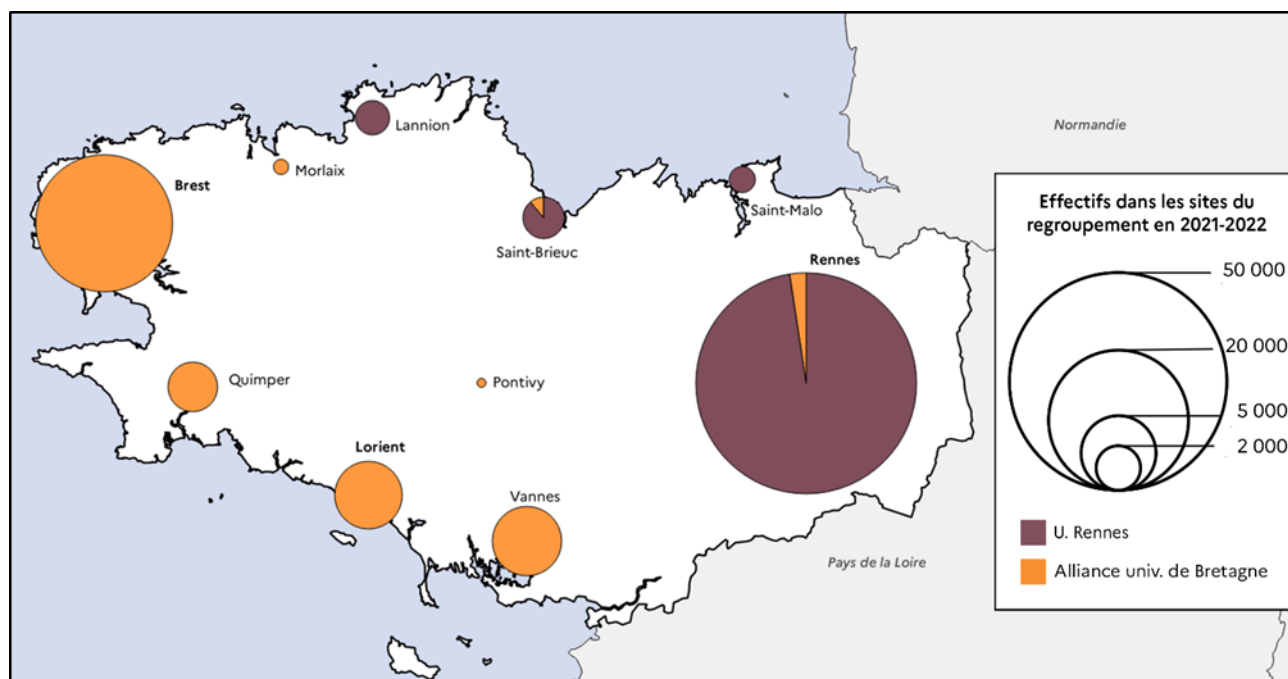 Normandie
Lannion
Morlaix
Brest
Saint-Malo
Saint-Brieuc
Rennes
Quimper
Pontivy
Lorient
Vannes
Pays de la Loire
Effectifs dans les sites du
regroupement en 2021-2022
50 000
20 000
5 000
2 000
U. Rennes
Alliance univ. de Bretagne